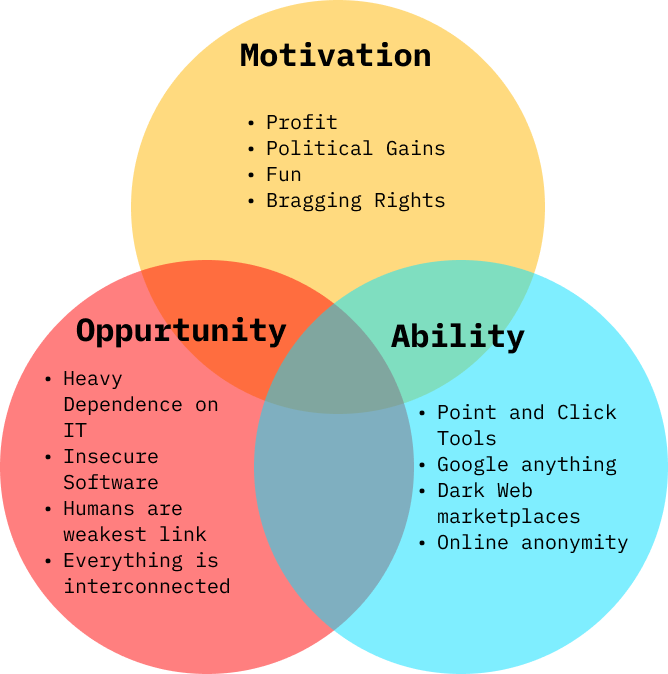 Motivation
• Profit
• Political Gains
• Fun
• Bragging Rights
Oppurtunity
• Heavy
Dependence on
IT
• Insecure
Software
• Humans are
weakest link
• Everything is
interconnected
Ability
• Point and Click
Tools
• Google anything
• Dark Web
marketplaces
• Online anonymity